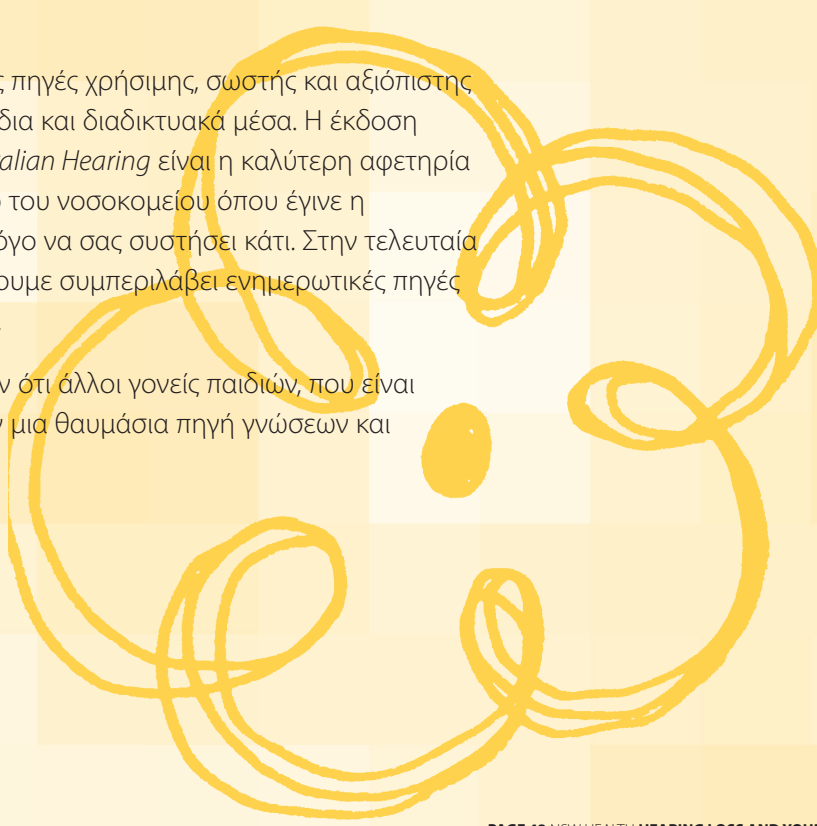 ς πηγές χρήσιμης, σωστής και αξιόπιστης
δια και διαδικτυακά μέσα. Η έκδοση
alian Hearing είναι η καλύτερη αφετηρία
του νοσοκομείου όπου έγινε η
όγο να σας συστήσει κάτι. Στην τελευταία
ουμε συμπεριλάβει ενημερωτικές πηγές
ν ότι άλλοι γονείς παιδιών, που είναι
ν μια θαυμάσια πηγή γνώσεων και